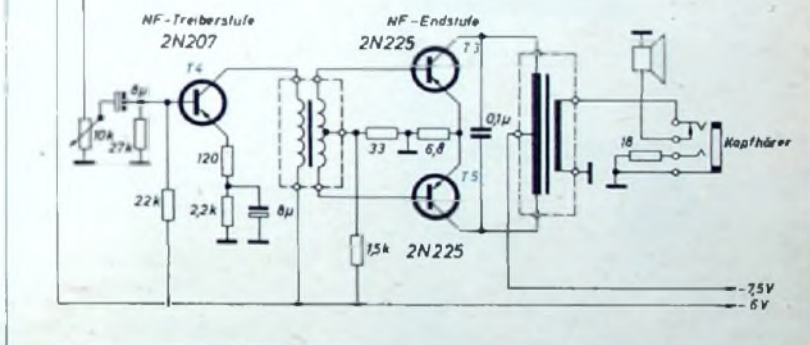 NF-Treiberstufe
2N207
NF-Endstufe
2N225
T3
T4
8µ
10k
27k
120
22k
2,2k
8µ
33
6,8
0,1µ
18
Kopfhörer
T5
1,5k
2N225
-7,5V
-6V